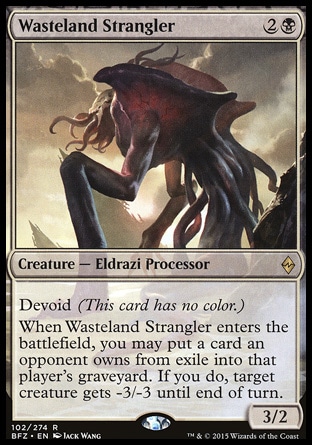 Wasteland Strangler 2
Creature — Eldrazi Processor
Devoid (This card has no color.)
When Wasteland Strangler enters the
battlefield, you may put a card an
opponent owns from exile into that
player's graveyard. If you do, target
creature gets -3/-3 until end of turn.
3/2
102/274 R
BFZ • EN Jack Wang
™ & © 2015 Wizards of the Coast